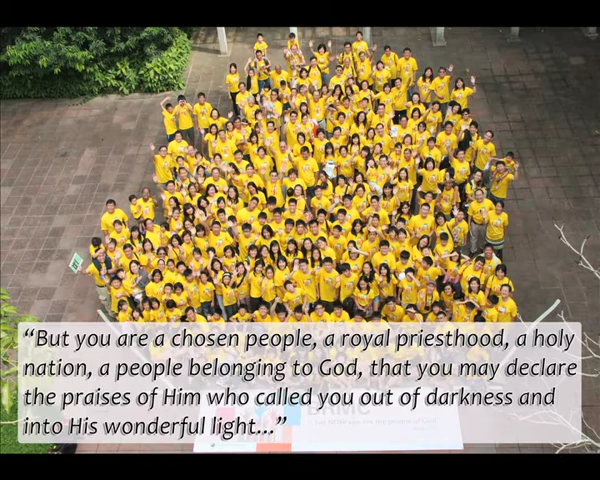 “But you are a chosen people, a royal priesthood, a holy
nation, a people belonging to God, that you may declare
the praises of Him who called you out of darkness and
into His wonderful light...”
BRMC